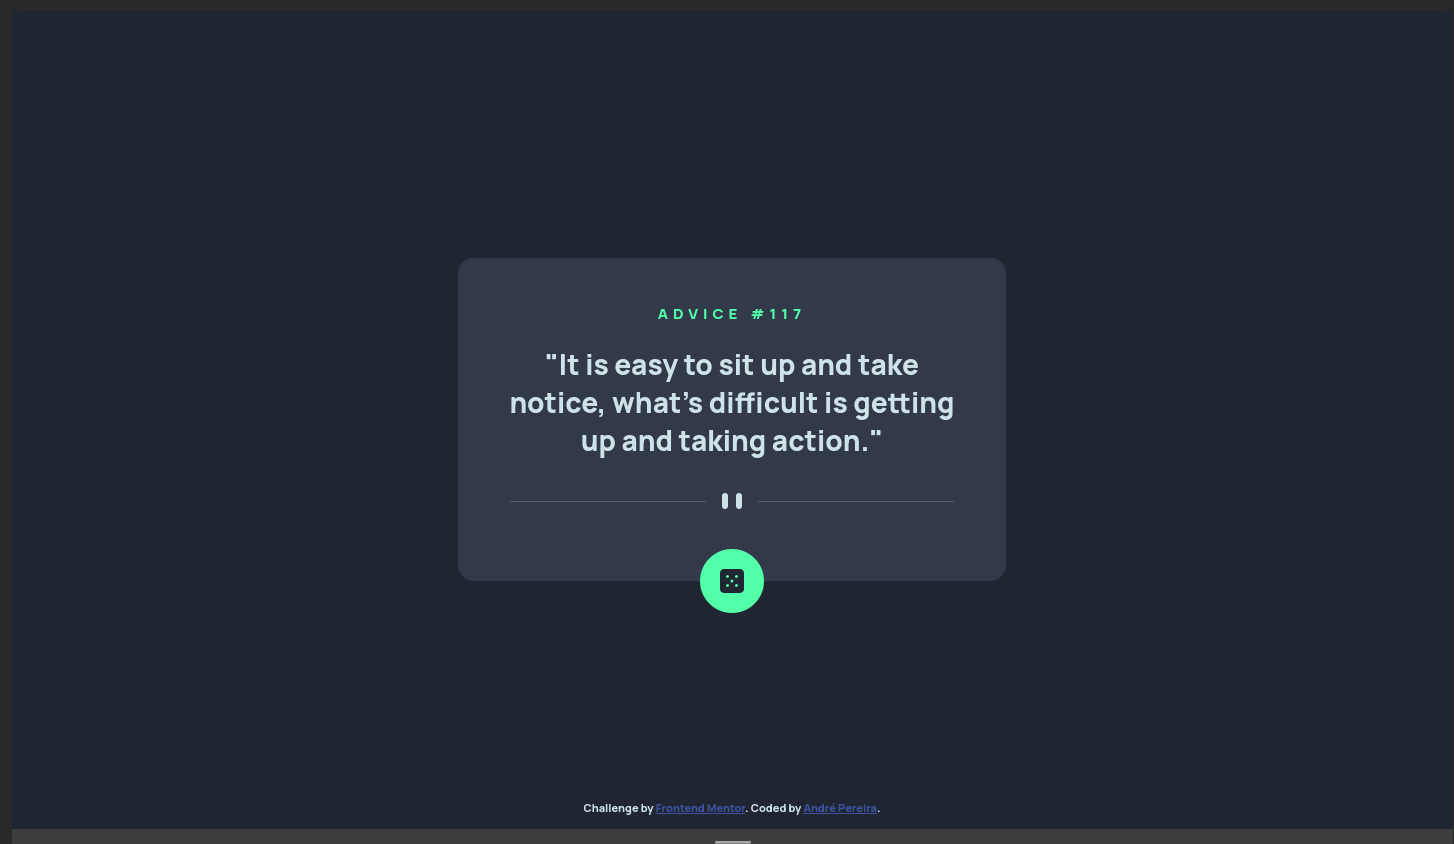 ADVICE #117
"It is easy to sit up and take
notice, what's difficult is getting
up and taking action."
Challenge by Frontend Mentor. Coded by André Pereira.